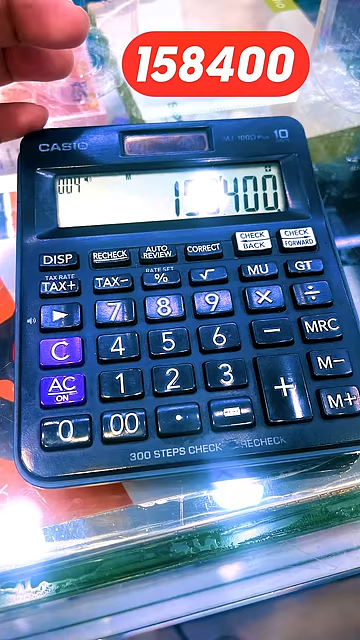 158400
CASIO
10
004 M
DISP RECHECK AUTO REVIEW CORRECT CHECK BACK CHECK FORWARD
TAX RATE RATE SET
TAX+ TAX− % √ MU GT
▶ 7 8 9 × ÷
C 4 5 6 − MRC
AC ON 1 2 3 + M−
0 00 · = M+
300 STEPS CHECK RECHECK